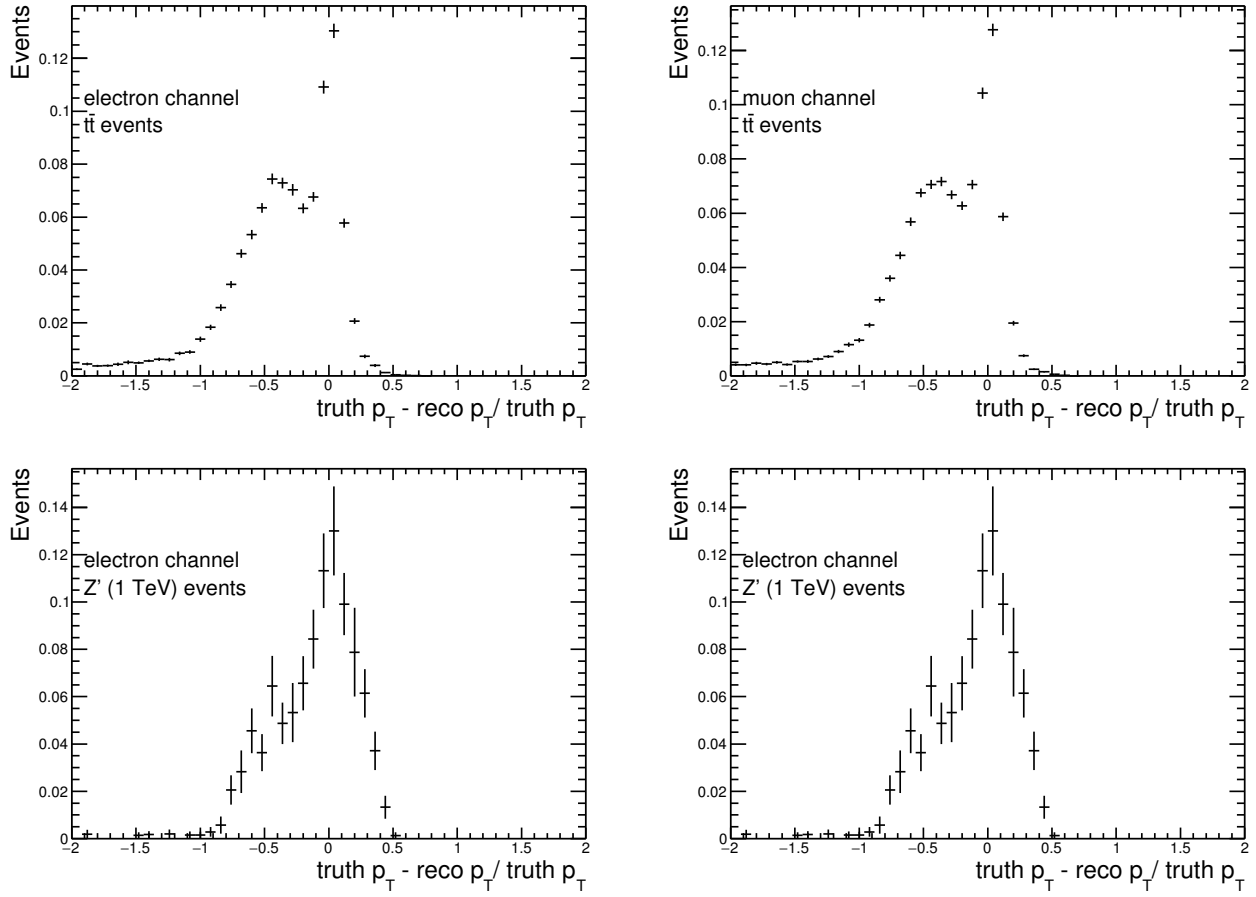 Events
0.12
0.1
0.08
0.06
0.04
0.02
0
electron channel
tt̄ events
−2 −1.5 −1 −0.5 0 0.5 1 1.5 2
truth p_T - reco p_T/ truth p_T
Events
0.12
0.1
0.08
0.06
0.04
0.02
0
muon channel
tt̄ events
−2 −1.5 −1 −0.5 0 0.5 1 1.5 2
truth p_T - reco p_T/ truth p_T
Events
0.14
0.12
0.1
0.08
0.06
0.04
0.02
0
electron channel
Z' (1 TeV) events
−2 −1.5 −1 −0.5 0 0.5 1 1.5 2
truth p_T - reco p_T/ truth p_T
Events
0.14
0.12
0.1
0.08
0.06
0.04
0.02
0
electron channel
Z' (1 TeV) events
−2 −1.5 −1 −0.5 0 0.5 1 1.5 2
truth p_T - reco p_T/ truth p_T